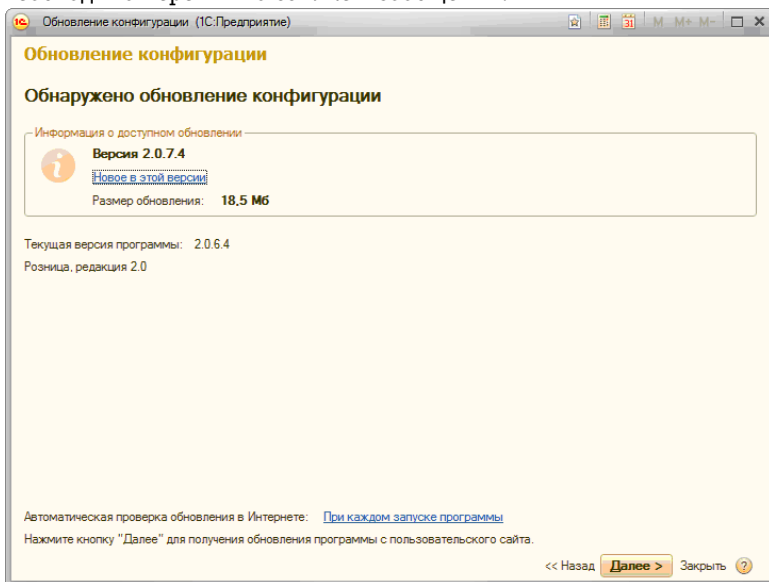 Обновление конфигурации (1С:Предприятие)
31 M M+ M-
Обновление конфигурации
Обнаружено обновление конфигурации
Информация о доступном обновлении
Версия 2.0.7.4
Новое в этой версии
Размер обновления: 18,5 Мб
Текущая версия программы: 2.0.6.4
Розница, редакция 2.0
Автоматическая проверка обновления в Интернете: При каждом запуске программы
Нажмите кнопку "Далее" для получения обновления программы с пользовательского сайта.
<< Назад Далее > Закрыть ?